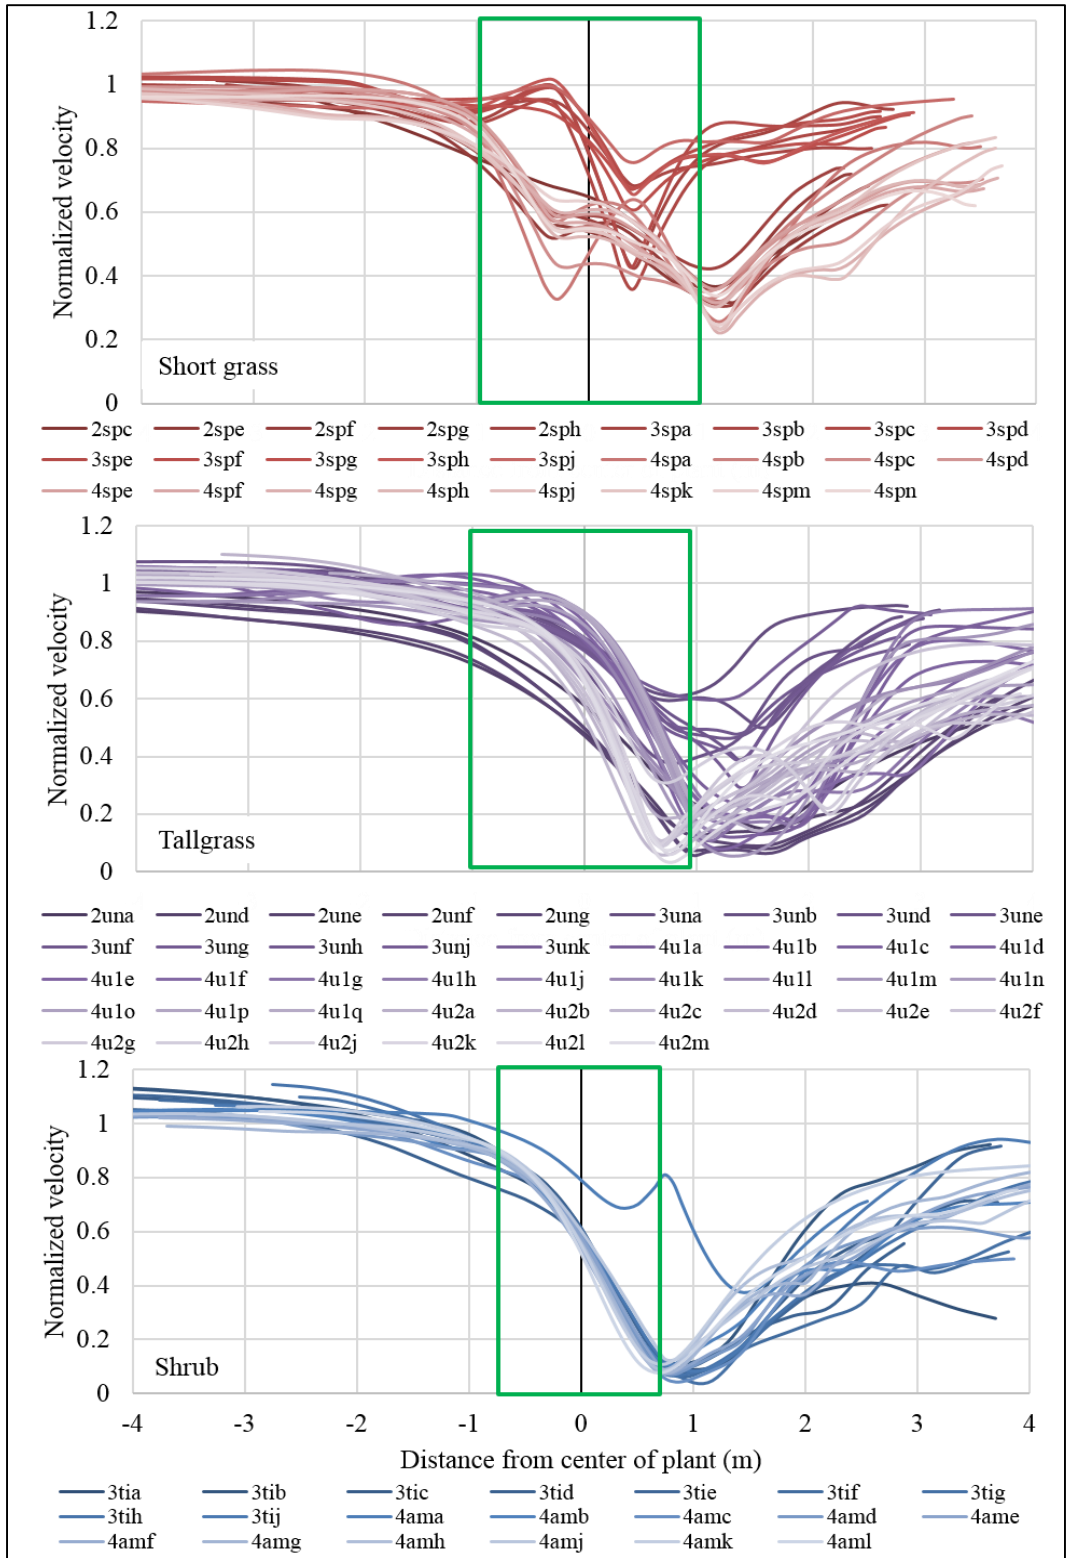 1.2
1
0.8
0.6
0.4
0.2
0
Normalized velocity
Short grass
2spc 2spe 2spf 2spg 2sph 3spa 3spb 3spc 3spd
3spe 3spf 3spg 3sph 3spj 4spa 4spb 4spc 4spd
4spe 4spf 4spg 4sph 4spj 4spk 4spm 4spn
1.2
1
0.8
0.6
0.4
0.2
0
Normalized velocity
Tallgrass
2una 2und 2une 2unf 2ung 3una 3unb 3und 3une
3unf 3ung 3unh 3unj 3unk 4u1a 4u1b 4u1c 4u1d
4u1e 4u1f 4u1g 4u1h 4u1j 4u1k 4u1l 4u1m 4u1n
4u1o 4u1p 4u1q 4u2a 4u2b 4u2c 4u2d 4u2e 4u2f
4u2g 4u2h 4u2j 4u2k 4u2l 4u2m
1.2
1
0.8
0.6
0.4
0.2
0
Normalized velocity
Shrub
-4 -3 -2 -1 0 1 2 3 4
Distance from center of plant (m)
3tia 3tib 3tic 3tid 3tie 3tif 3tig
3tih 3tij 4ama 4amb 4amc 4amd 4ame
4amf 4amg 4amh 4amj 4amk 4aml